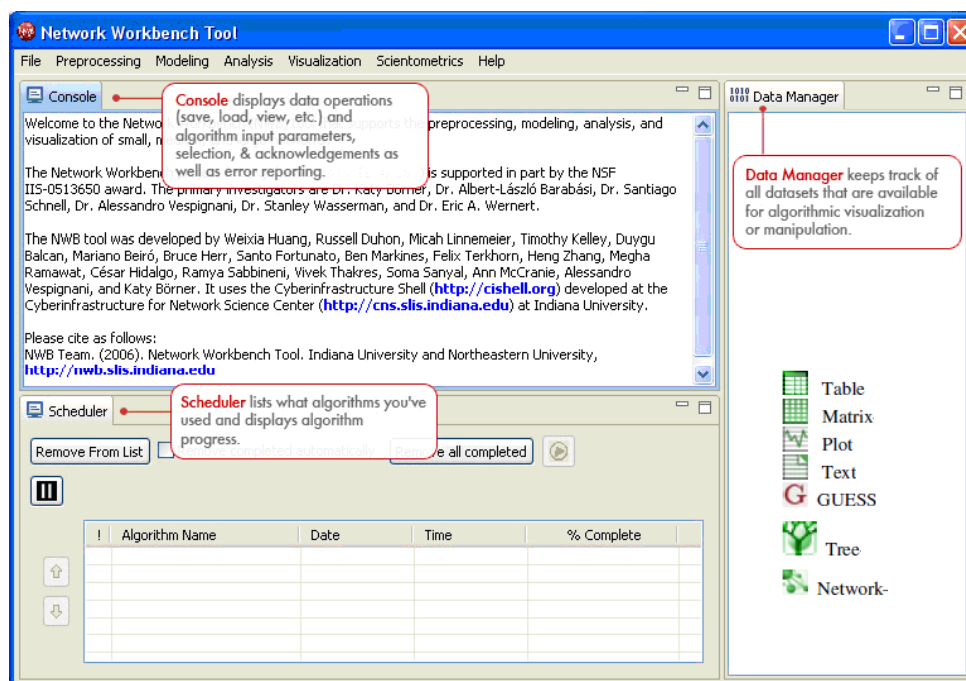 Network Workbench Tool
File Preprocessing Modeling Analysis Visualization Scientometrics Help
Console
Console displays data operations
(save, load, view, etc.) and
algorithm input parameters,
selection, & acknowledgements as
well as error reporting.
Welcome to the Netwo preprocessing, modeling, analysis, and
visualization of small, m
The Network Workben is supported in part by the NSF
IIS-0513650 award. The primary investigators are Dr. Katy Börner, Dr. Albert-László Barabási, Dr. Santiago
Schnell, Dr. Alessandro Vespignani, Dr. Stanley Wasserman, and Dr. Eric A. Wernert.
The NWB tool was developed by Weixia Huang, Russell Duhon, Micah Linnemeier, Timothy Kelley, Duygu
Balcan, Mariano Beiró, Bruce Herr, Santo Fortunato, Ben Markines, Felix Terkhorn, Heng Zhang, Megha
Ramawat, César Hidalgo, Ramya Sabbineni, Vivek Thakres, Soma Sanyal, Ann McCranie, Alessandro
Vespignani, and Katy Börner. It uses the Cyberinfrastructure Shell (http://cishell.org) developed at the
Cyberinfrastructure for Network Science Center (http://cns.slis.indiana.edu) at Indiana University.
Please cite as follows:
NWB Team. (2006). Network Workbench Tool. Indiana University and Northeastern University,
http://nwb.slis.indiana.edu
Scheduler
Scheduler lists what algorithms you've
used and displays algorithm
progress.
Remove From List Remove completed automatically Remove all completed
! Algorithm Name Date Time % Complete
1010
0101 Data Manager
Data Manager keeps track of
all datasets that are available
for algorithmic visualization
or manipulation.
Table
Matrix
Plot
Text
G GUESS
Tree
Network-